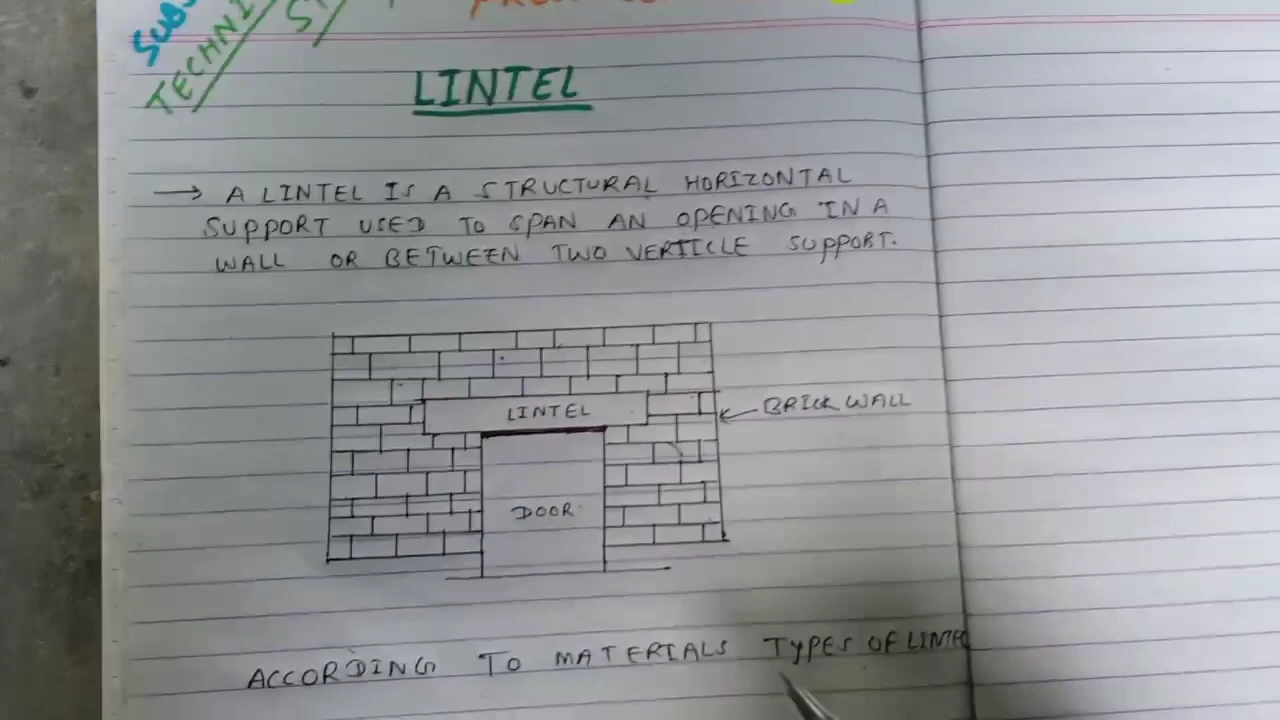 TECHNI
LINTEL
→ A LINTEL IS A STRUCTURAL HORIZONTAL
SUPPORT USED TO SPAN AN OPENING IN A
WALL OR BETWEEN TWO VERTICLE SUPPORT.
LINTEL
BRICK WALL
DOOR
ACCORDING TO MATERIALS TYPES OF LINTEL